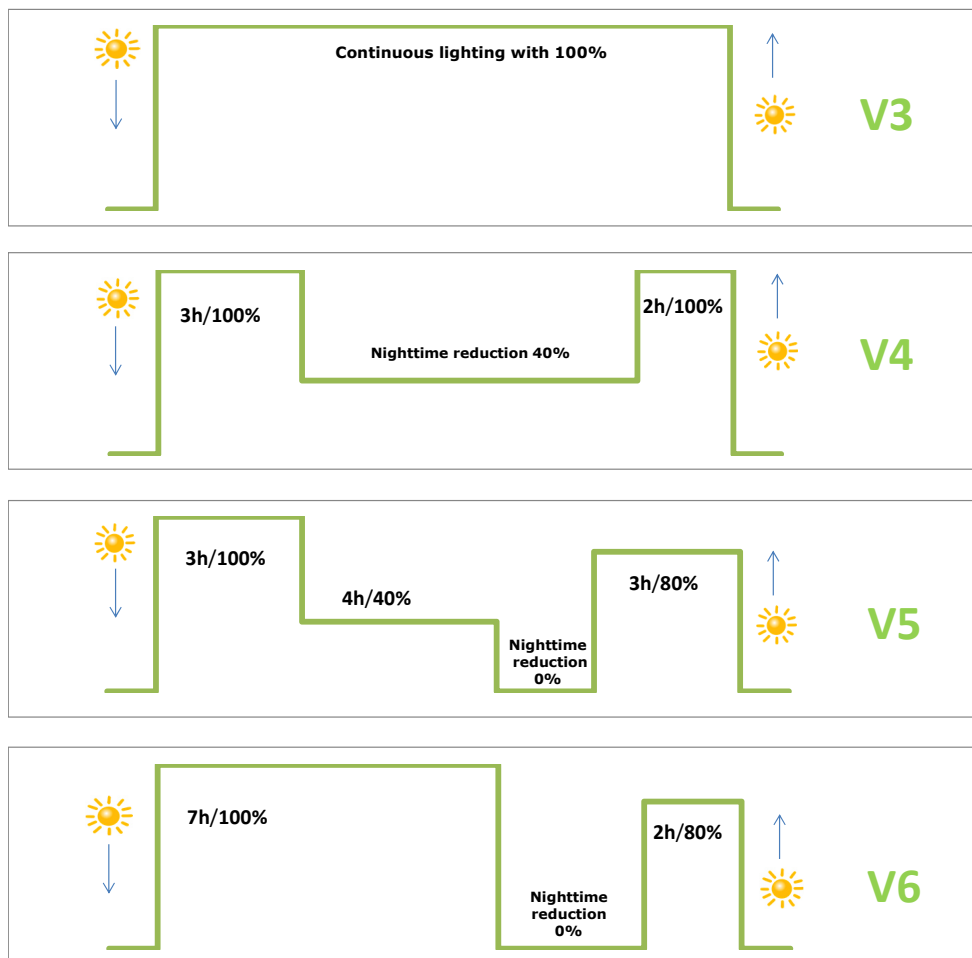 Continuous lighting with 100%
V3
3h/100%
2h/100%
Nighttime reduction 40%
V4
3h/100%
4h/40%
3h/80%
Nighttime
reduction
0%
V5
7h/100%
2h/80%
Nighttime
reduction
0%
V6